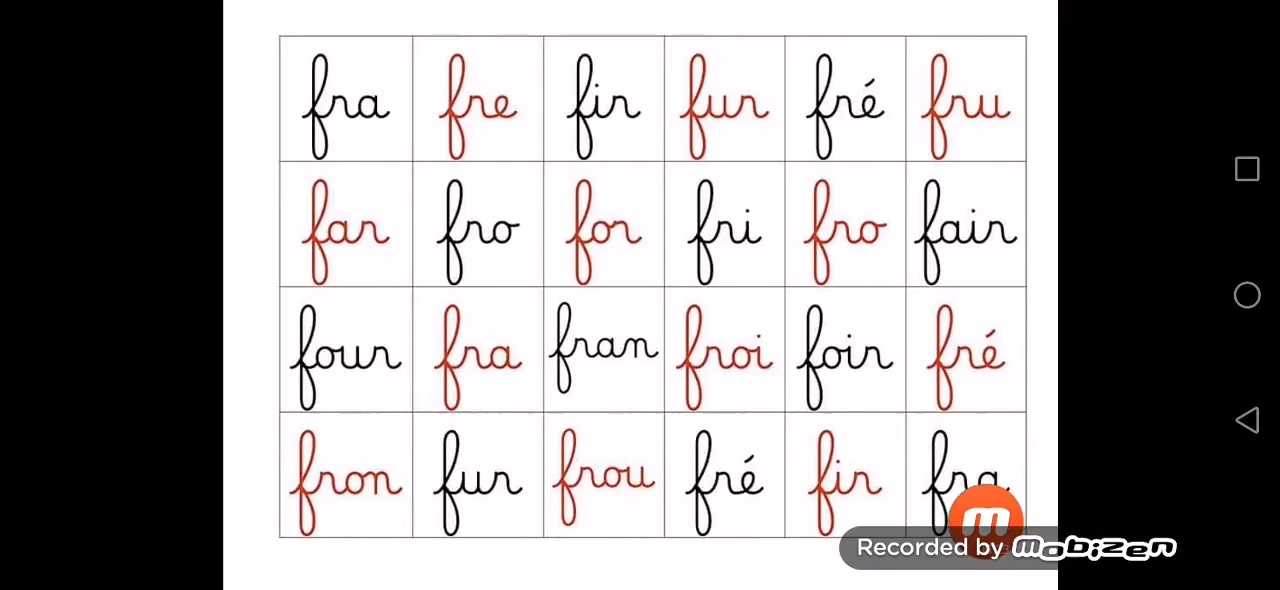 fra fre fir fur fré fru
far fro for fri fro fair
four fra fran froi foir fré
fron fur frou fré fir fra
Recorded by mobizen